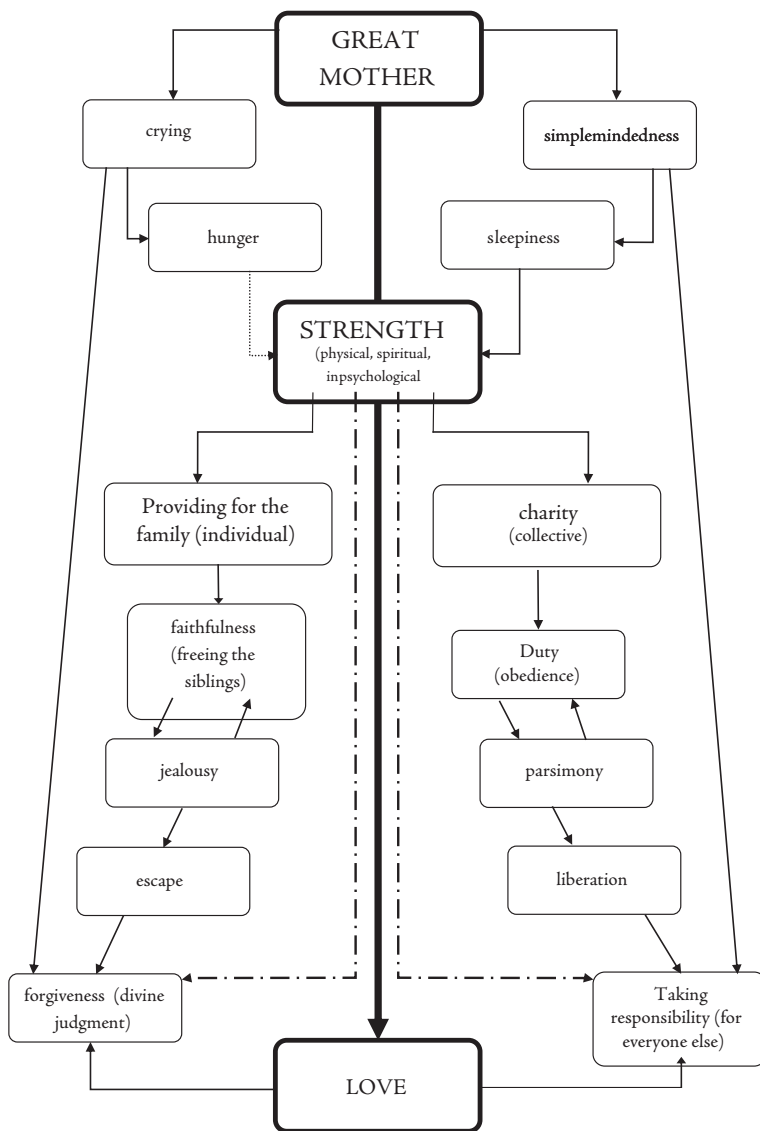 GREAT
MOTHER
crying
simplemindedness
hunger
sleepiness
STRENGTH
(physical, spiritual,
inpsychological
Providing for the
family (individual)
charity
(collective)
faithfulness
(freeing the
siblings)
Duty
(obedience)
jealousy
parsimony
escape
liberation
forgiveness (divine
judgment)
Taking
responsibility (for
everyone else)
LOVE